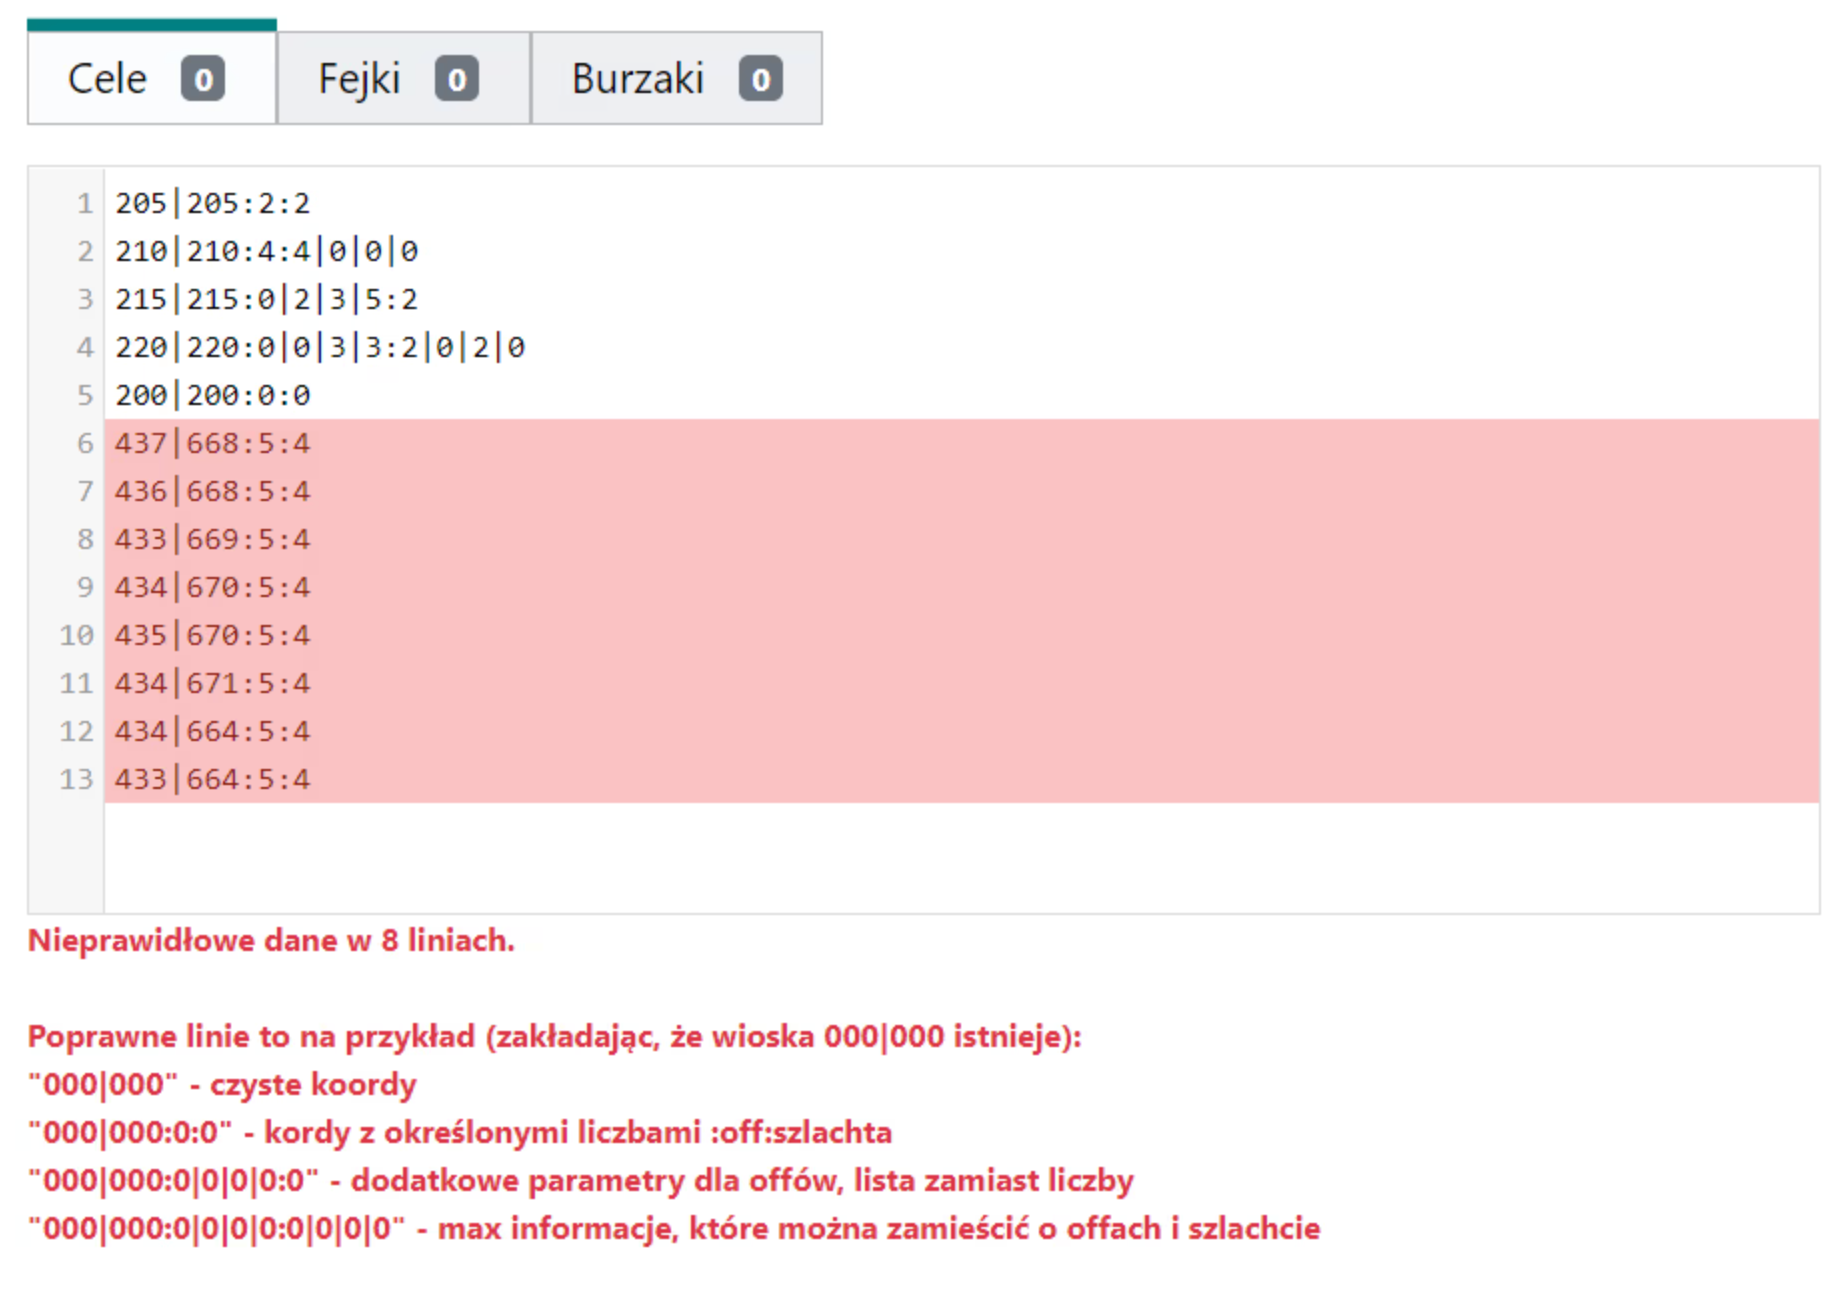 Cele 0 Fejki 0 Burzaki 0
1 205|205:2:2
2 210|210:4:4|0|0|0
3 215|215:0|2|3|5:2
4 220|220:0|0|3|3:2|0|2|0
5 200|200:0:0
6 437|668:5:4
7 436|668:5:4
8 433|669:5:4
9 434|670:5:4
10 435|670:5:4
11 434|671:5:4
12 434|664:5:4
13 433|664:5:4
Nieprawidłowe dane w 8 liniach.
Poprawne linie to na przykład (zakładając, że wioska 000|000 istnieje):
"000|000" - czyste koordy
"000|000:0:0" - kordy z określonymi liczbami :off:szlachta
"000|000:0|0|0|0:0" - dodatkowe parametry dla offów, lista zamiast liczby
"000|000:0|0|0|0:0|0|0|0" - max informacje, które można zamieścić o offach i szlachcie